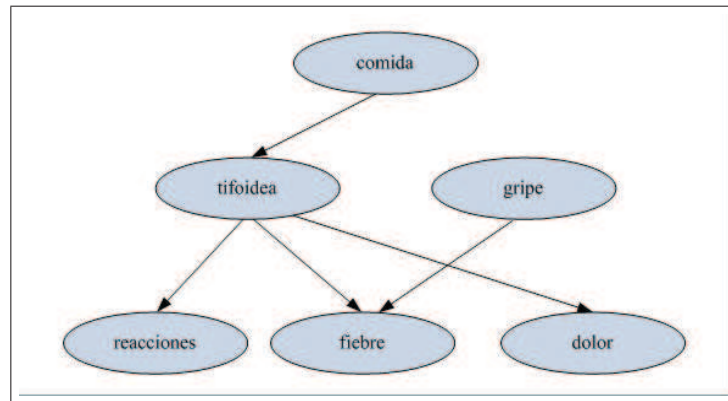 comida
tifoidea
gripe
reacciones
fiebre
dolor